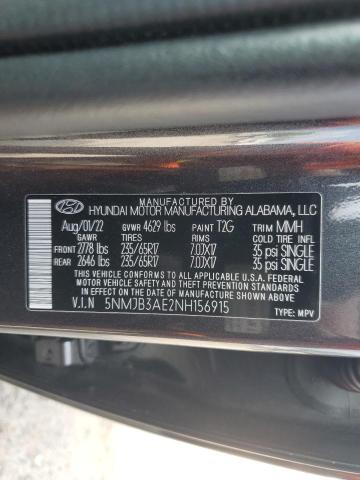 MANUFACTURED BY
HYUNDAI MOTOR MANUFACTURING ALABAMA, LLC
Aug/01/22 GVWR 4629 lbs PAINT T2G TRIM MMH
GAWR TIRES RIMS COLD TIRE INFLATION
FRONT 2778 lbs 235/65R17 7.0JX17 35 psi SINGLE
REAR 2646 lbs 235/65R17 7.0JX17 35 psi SINGLE
THIS VEHICLE CONFORMS TO ALL APPLICABLE U.S.A FEDERAL
MOTOR VEHICLE SAFETY, BUMPER, AND THEFT PREVENTION STANDARDS
IN EFFECT ON THE DATE OF MANUFACTURE SHOWN ABOVE.
V.I.N 5NMJB3AE2NH156915
TYPE: MPV